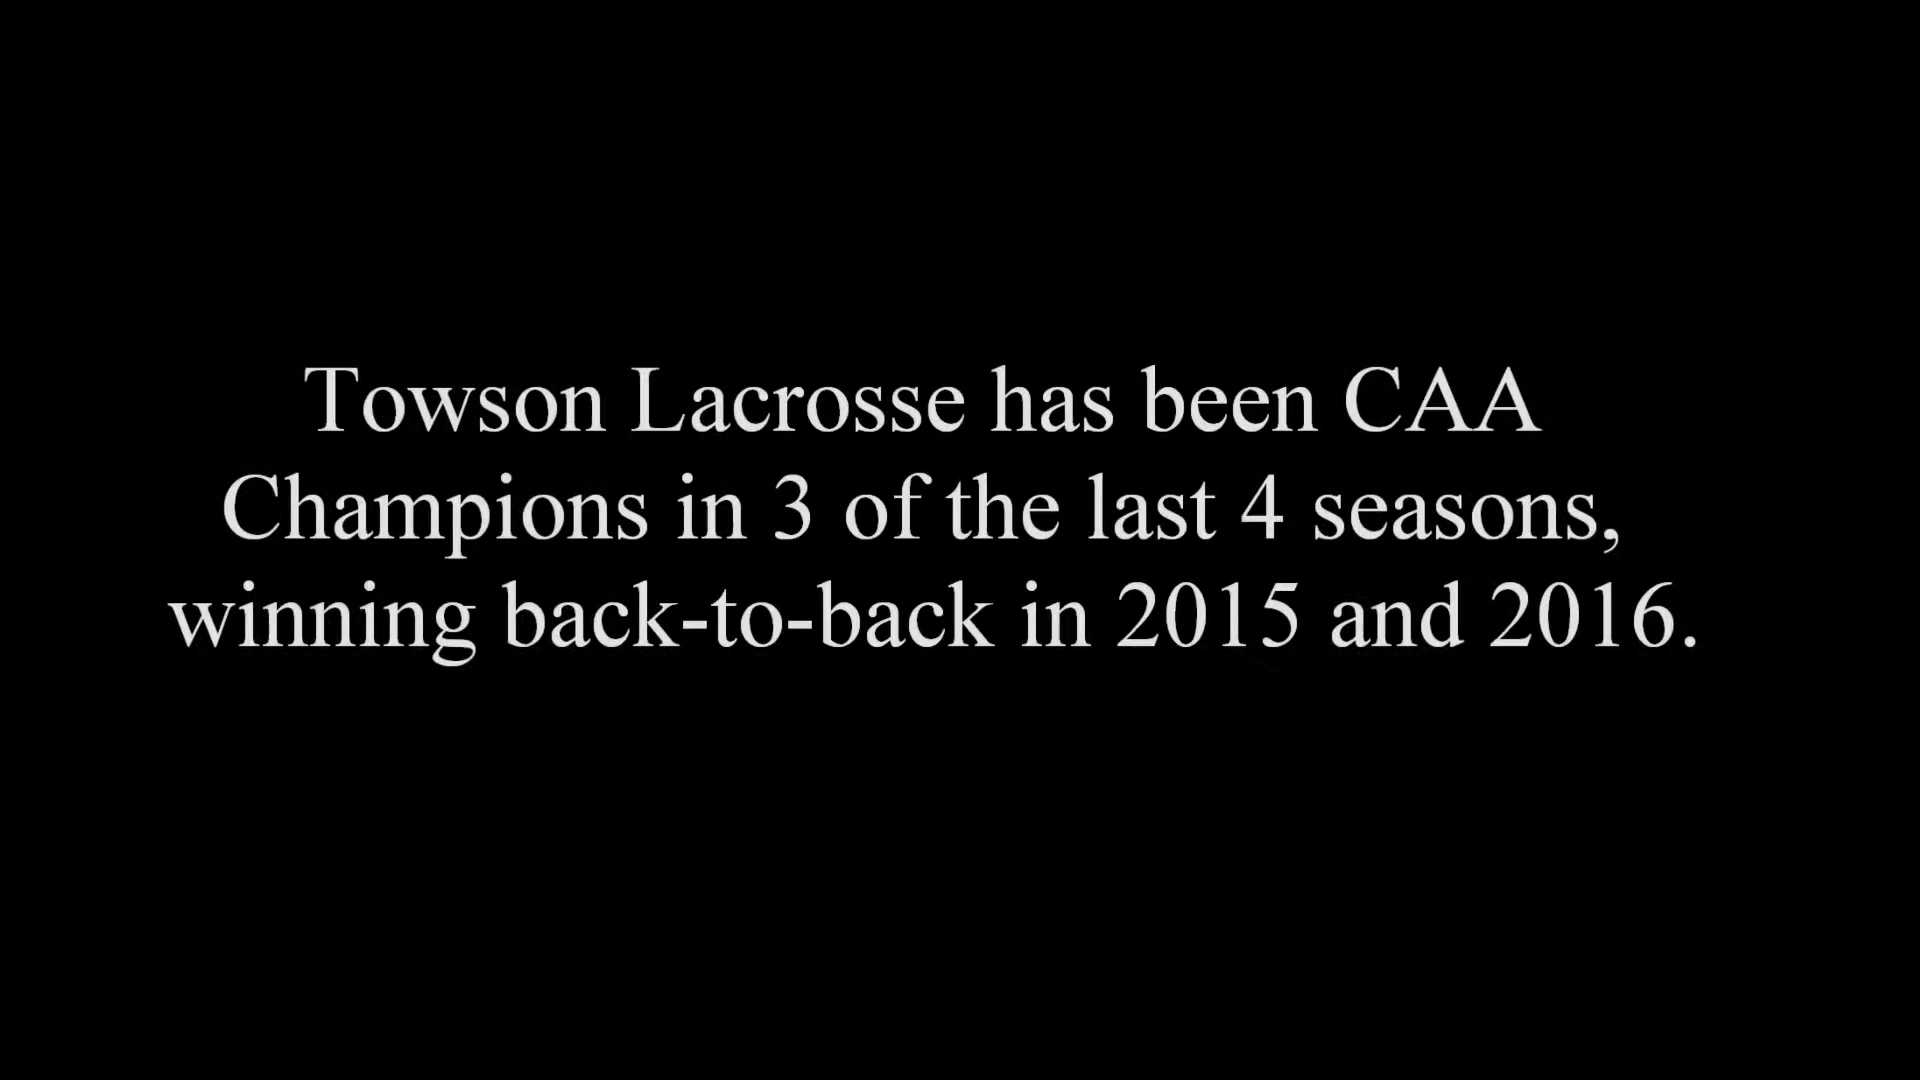 Towson Lacrosse has been CAA
Champions in 3 of the last 4 seasons,
winning back-to-back in 2015 and 2016.